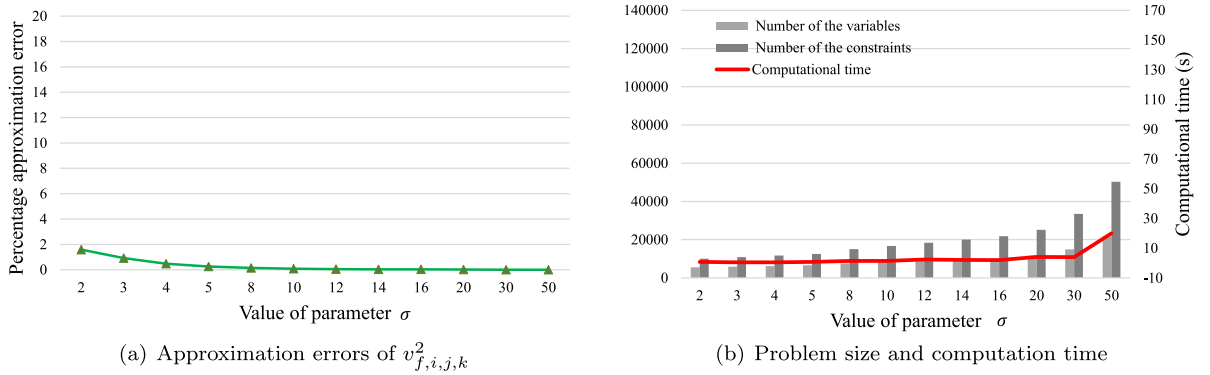 Percentage approximation error
20
18
16
14
12
10
8
6
4
2
0
2 3 4 5 8 10 12 14 16 20 30 50
Value of parameter σ
(a) Approximation errors of v²_{f,i,j,k}
140000
120000
100000
80000
60000
40000
20000
0
Number of the variables
Number of the constraints
Computational time
170
150
130
110
90
70
50
30
10
-10
Computational time (s)
2 3 4 5 8 10 12 14 16 20 30 50
Value of parameter σ
(b) Problem size and computation time